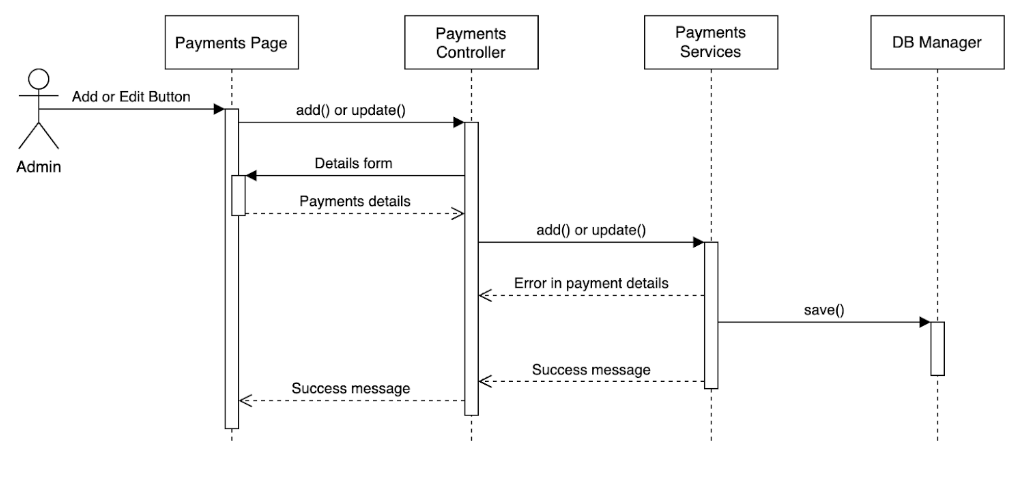 Payments Page
Payments
Controller
Payments
Services
DB Manager
Add or Edit Button
add() or update()
Admin
Details form
Payments details
add() or update()
Error in payment details
save()
Success message
Success message